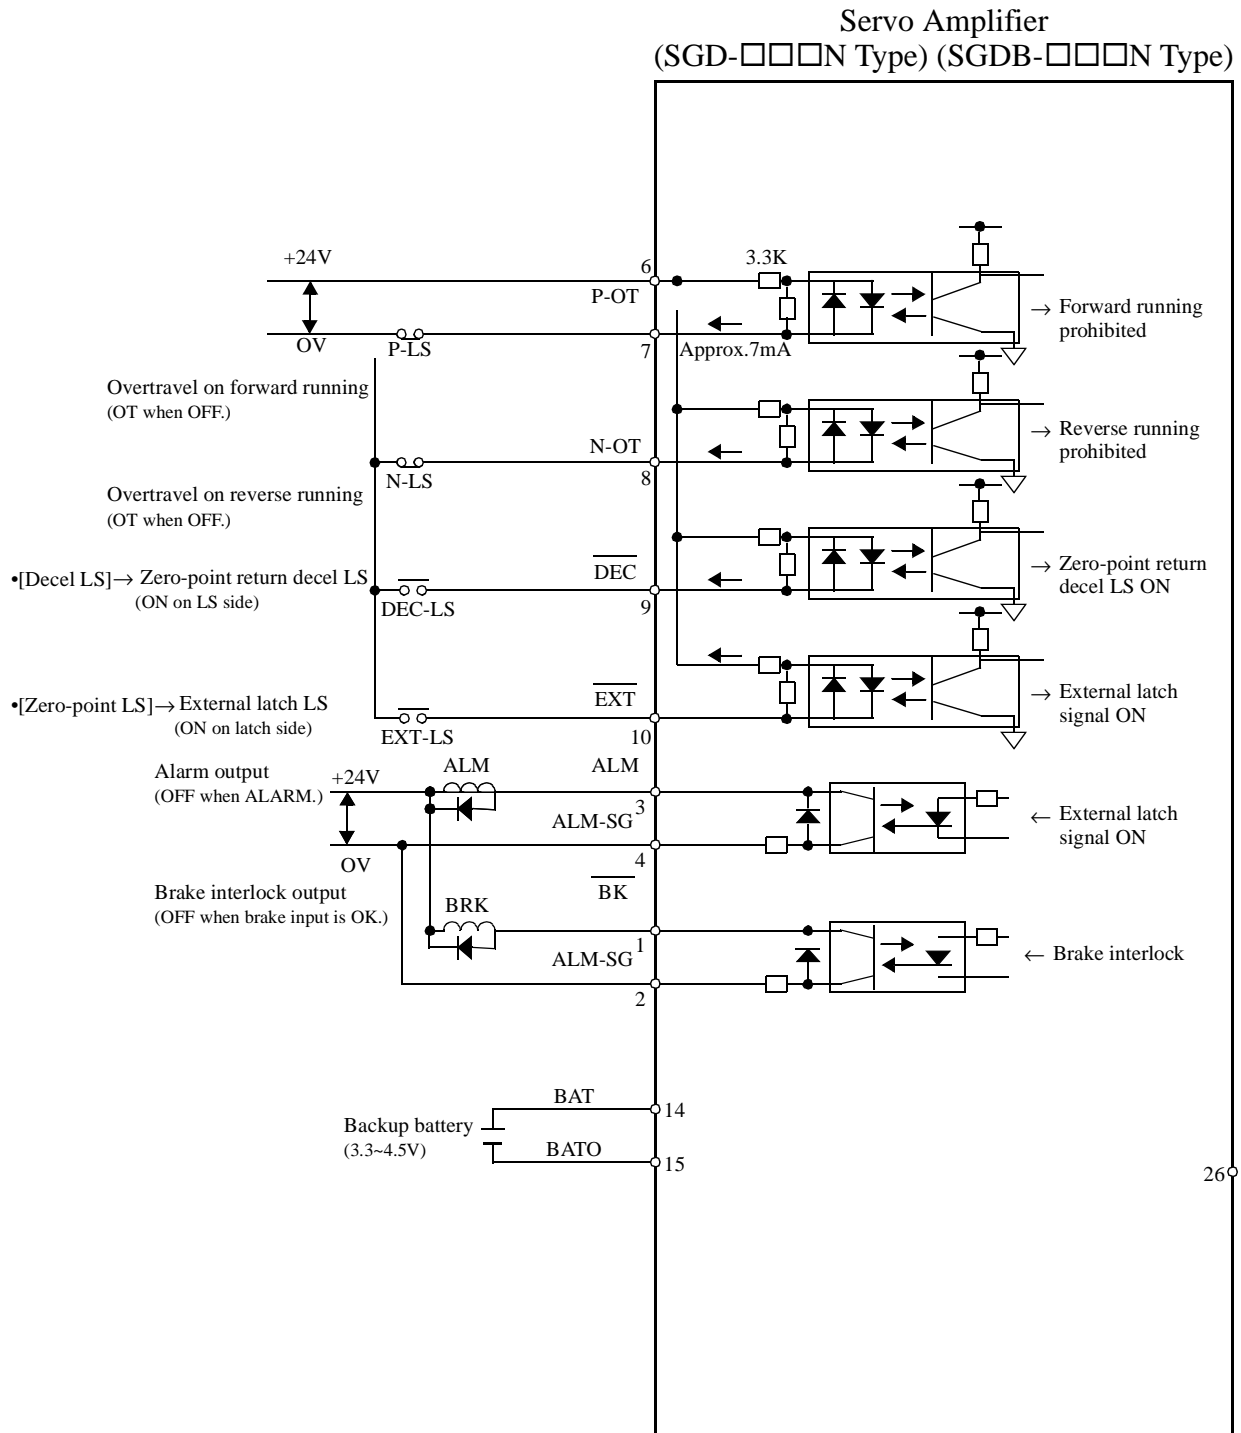 Servo Amplifier
(SGD-□□□N Type) (SGDB-□□□N Type)
+24V
6
3.3K
P-OT
→ Forward running
prohibited
OV
P-LS
7
Approx.7mA
Overtravel on forward running
(OT when OFF.)
N-OT
→ Reverse running
prohibited
N-LS
8
Overtravel on reverse running
(OT when OFF.)
•[Decel LS]→ Zero-point return decel LS
(ON on LS side)
DEC
→ Zero-point return
decel LS ON
DEC-LS
9
•[Zero-point LS]→ External latch LS
(ON on latch side)
EXT
→ External latch
signal ON
EXT-LS
10
Alarm output
(OFF when ALARM.)
+24V
ALM
ALM
3
ALM-SG
← External latch
signal ON
OV
4
Brake interlock output
(OFF when brake input is OK.)
BK
BRK
1
ALM-SG
← Brake interlock
2
BAT
14
Backup battery
(3.3~4.5V)
BATO
15
26